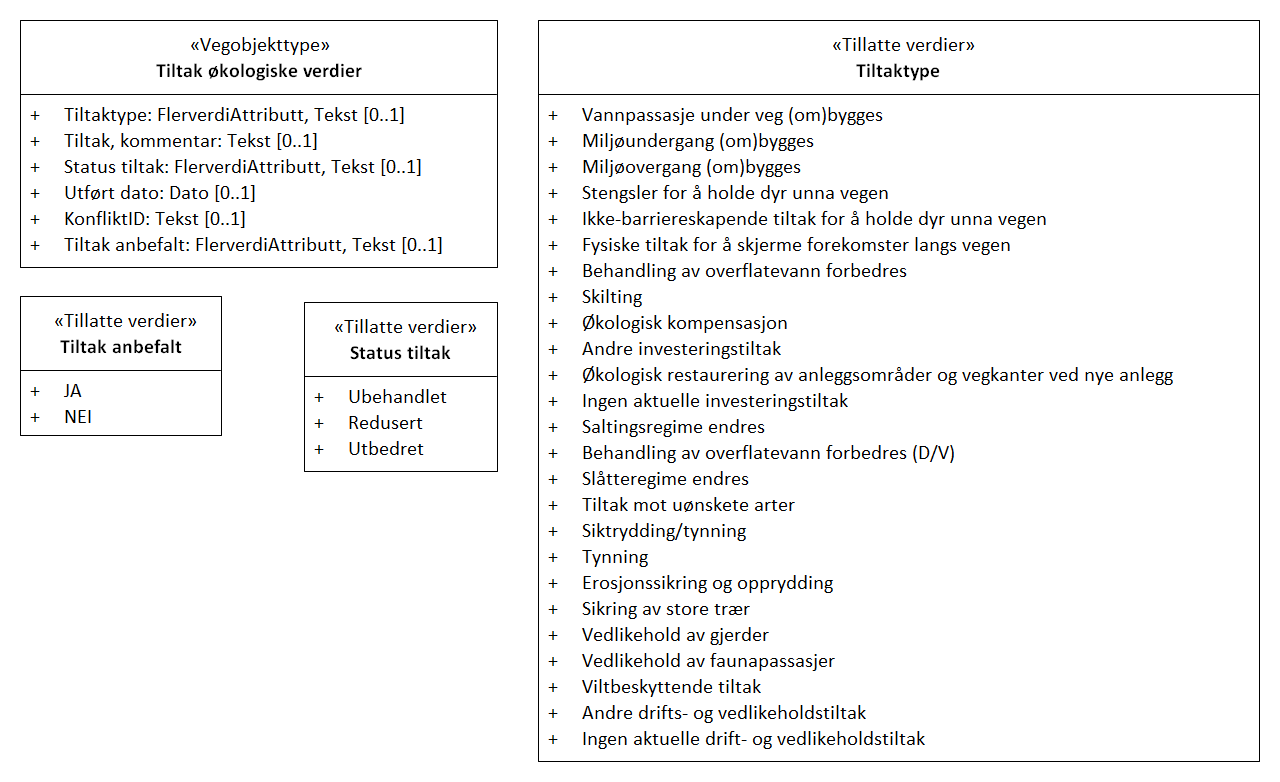 «Vegobjekttype»
Tiltak økologiske verdier
+ Tiltaktype: FlerverdiAttributt, Tekst [0..1]
+ Tiltak, kommentar: Tekst [0..1]
+ Status tiltak: FlerverdiAttributt, Tekst [0..1]
+ Utført dato: Dato [0..1]
+ KonfliktID: Tekst [0..1]
+ Tiltak anbefalt: FlerverdiAttributt, Tekst [0..1]
«Tillatte verdier»
Tiltak anbefalt
+ JA
+ NEI
«Tillatte verdier»
Status tiltak
+ Ubehandlet
+ Redusert
+ Utbedret
«Tillatte verdier»
Tiltaktype
+ Vannpassasje under veg (om)bygges
+ Miljøundergang (om)bygges
+ Miljøovergang (om)bygges
+ Stengsler for å holde dyr unna vegen
+ Ikke-barriereskapende tiltak for å holde dyr unna vegen
+ Fysiske tiltak for å skjerme forekomster langs vegen
+ Behandling av overflatevann forbedres
+ Skilting
+ Økologisk kompensasjon
+ Andre investeringstiltak
+ Økologisk restaurering av anleggsområder og vegkanter ved nye anlegg
+ Ingen aktuelle investeringstiltak
+ Saltingsregime endres
+ Behandling av overflatevann forbedres (D/V)
+ Slåtteregime endres
+ Tiltak mot uønskete arter
+ Siktrydding/tynning
+ Tynning
+ Erosjonssikring og opprydding
+ Sikring av store trær
+ Vedlikehold av gjerder
+ Vedlikehold av faunapassasjer
+ Viltbeskyttende tiltak
+ Andre drifts- og vedlikeholdstiltak
+ Ingen aktuelle drift- og vedlikeholdstiltak